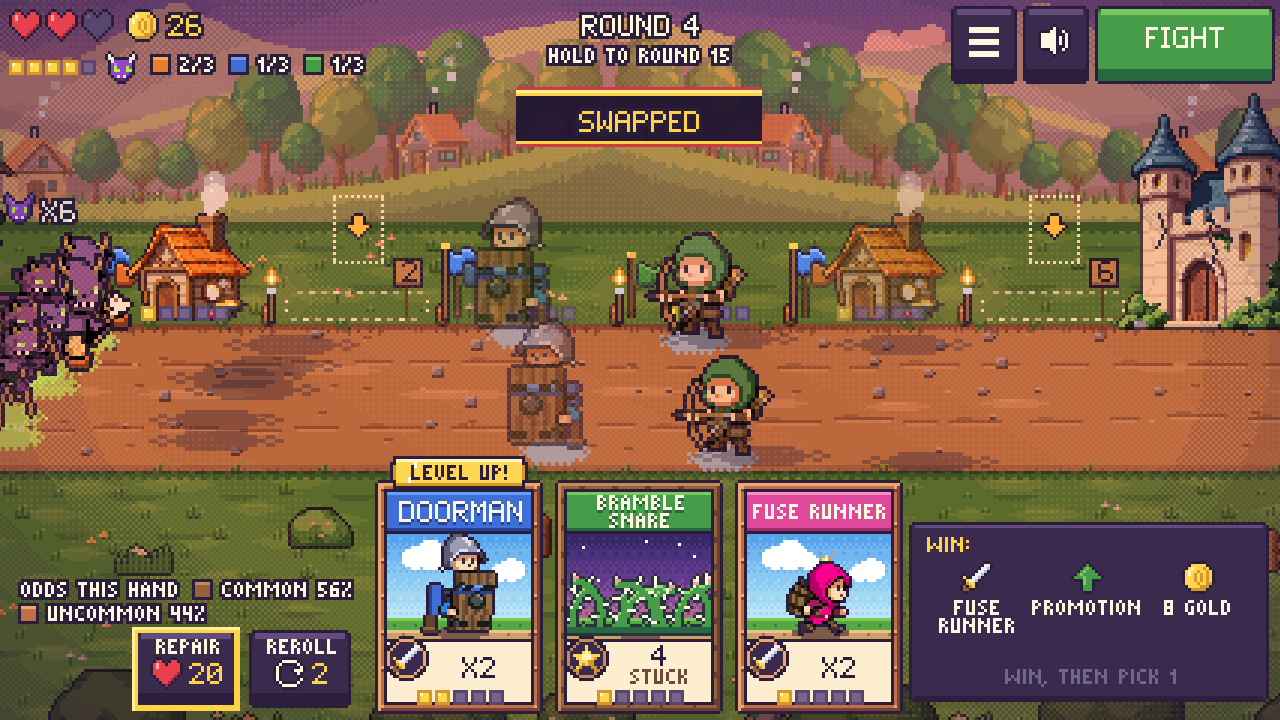 26
ROUND 4
HOLD TO ROUND 15
FIGHT
2/3
1/3
1/3
SWAPPED
X6
2
6
LEVEL UP!
DOORMAN
X2
BRAMBLE
SNARE
4
STUCK
FUSE RUNNER
X2
WIN:
FUSE
RUNNER
PROMOTION
8 GOLD
WIN, THEN PICK 1
ODDS THIS HAND
COMMON 56%
UNCOMMON 44%
REPAIR
20
REROLL
2